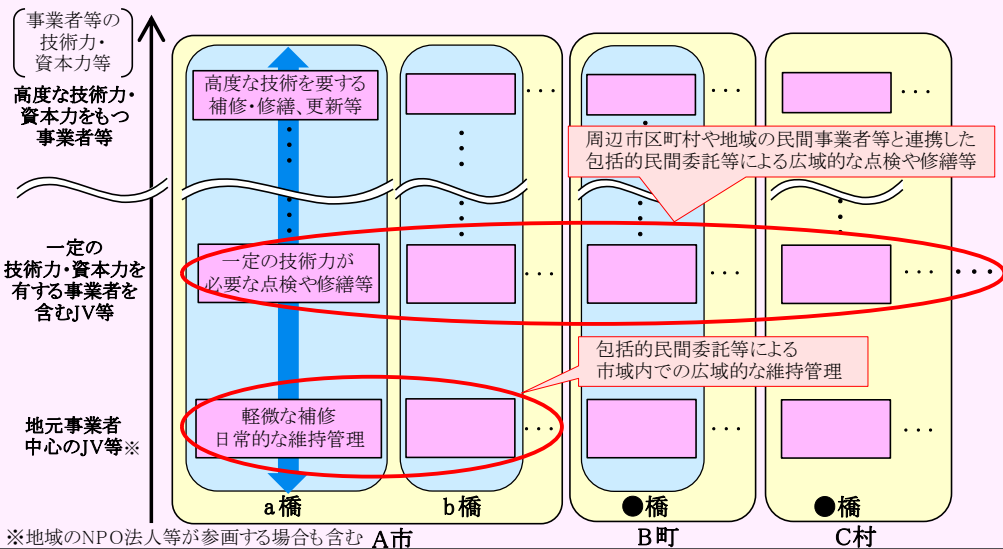 事業者等の
技術力・
資本力等
高度な技術力・
資本力をもつ
事業者等
高度な技術を要する
補修・修繕、更新等
周辺市区町村や地域の民間事業者等と連携した
包括的民間委託等による広域的な点検や修繕等
一定の
技術力・資本力を
有する事業者を
含むJV等
一定の技術力が
必要な点検や修繕等
包括的民間委託等による
市域内での広域的な維持管理
地元事業者
中心のJV等※
軽微な補修
日常的な維持管理
a橋
b橋
●橋
●橋
※地域のNPO法人等が参画する場合も含む
A市
B町
C村